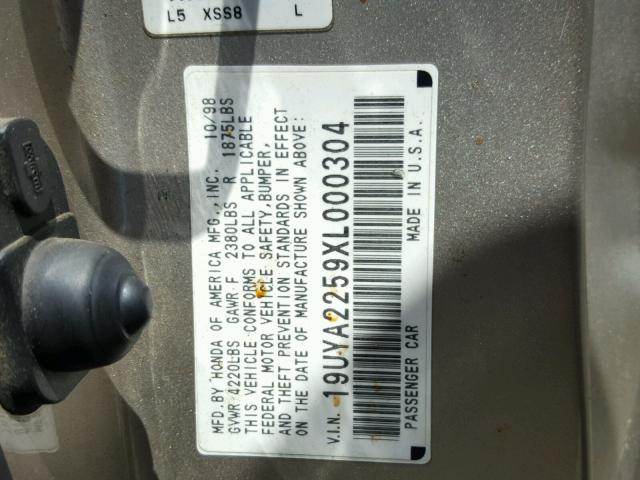 L5 XSS8 L
MFD.BY HONDA OF AMERICA MFG.,INC. 10/98
GVWR 4220LBS GAWR F 2380LBS R 1875LBS
THIS VEHICLE CONFORMS TO ALL APPLICABLE
FEDERAL MOTOR VEHICLE SAFETY,BUMPER,
AND THEFT PREVENTION STANDARDS IN EFFECT
ON THE DATE OF MANUFACTURE SHOWN ABOVE:
V.I.N. 19UYA2259XL000304
PASSENGER CAR MADE IN U.S.A.